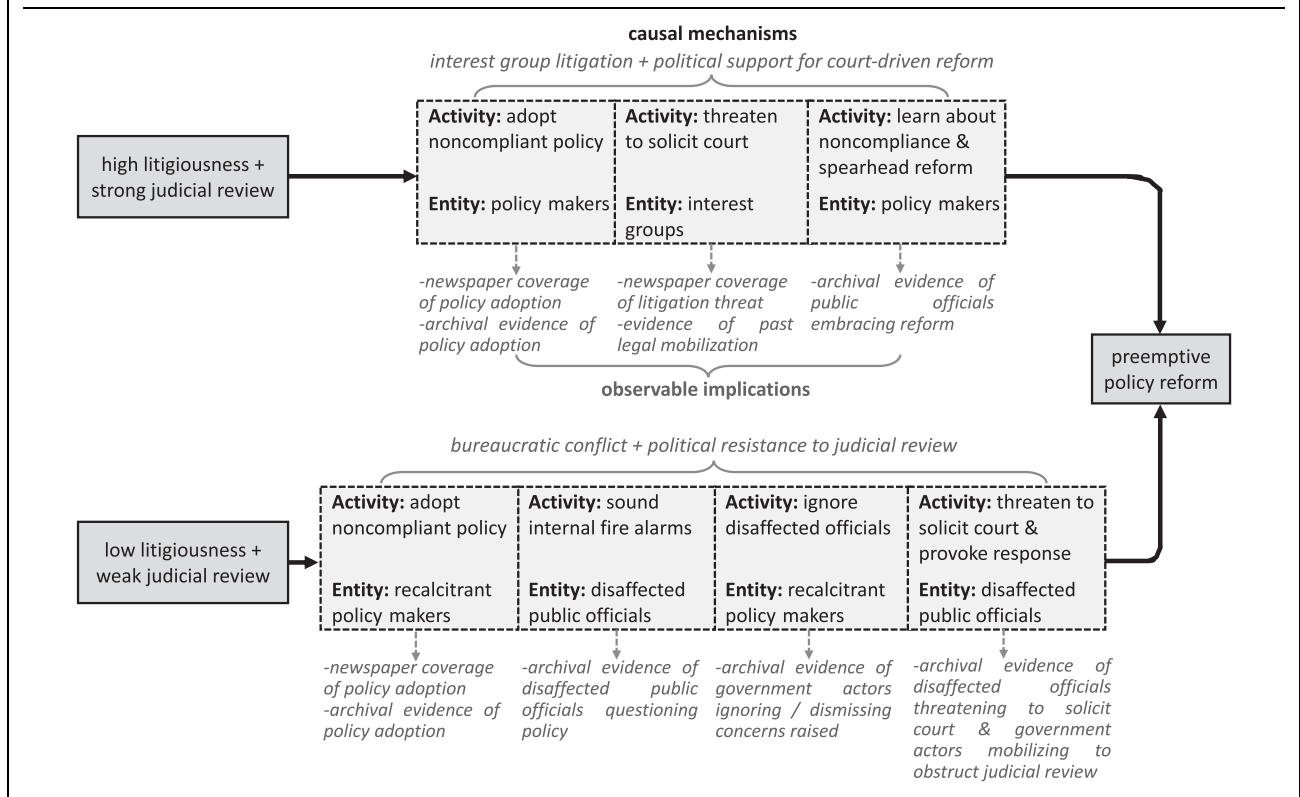 causal mechanisms
interest group litigation + political support for court-driven reform
high litigiousness +
strong judicial review
Activity: adopt
noncompliant policy
Entity: policy makers
Activity: threaten
to solicit court
Entity: interest
groups
Activity: learn about
noncompliance &
spearhead reform
Entity: policy makers
-newspaper coverage
of policy adoption
-archival evidence of
policy adoption
-newspaper coverage
of litigation threat
-evidence of past
legal mobilization
-archival evidence of
public officials
embracing reform
observable implications
preemptive
policy reform
bureaucratic conflict + political resistance to judicial review
low litigiousness +
weak judicial review
Activity: adopt
noncompliant policy
Entity: recalcitrant
policy makers
Activity: sound
internal fire alarms
Entity: disaffected
public officials
Activity: ignore
disaffected officials
Entity: recalcitrant
policy makers
Activity: threaten to
solicit court &
provoke response
Entity: disaffected
public officials
-newspaper coverage
of policy adoption
-archival evidence of
policy adoption
-archival evidence of
disaffected public
officials questioning
policy
-archival evidence of
government actors
ignoring / dismissing
concerns raised
-archival evidence of
disaffected officials
threatening to solicit
court & government
actors mobilizing to
obstruct judicial review